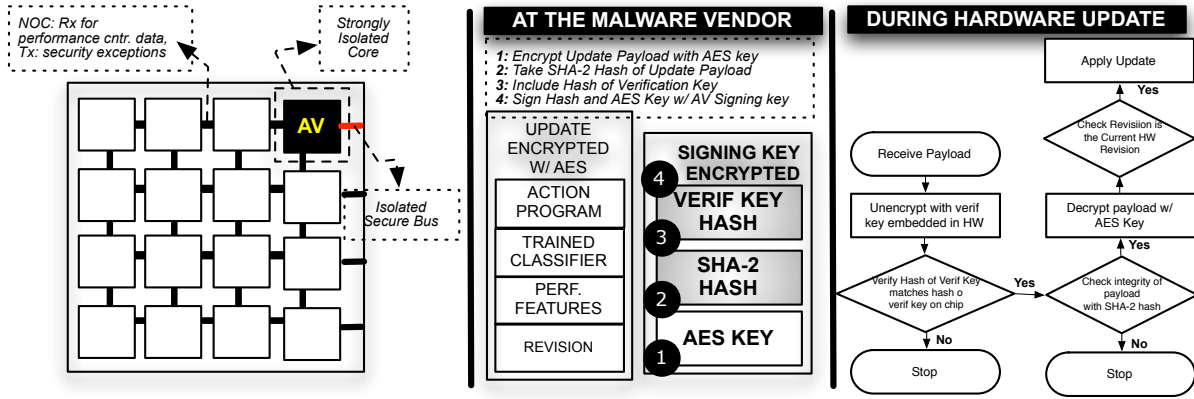 NOC: Rx for
performance cntr. data,
Tx: security exceptions
Strongly
Isolated
Core
AV
Isolated
Secure Bus
AT THE MALWARE VENDOR
1: Encrypt Update Payload with AES key
2: Take SHA-2 Hash of Update Payload
3: Include Hash of Verification Key
4: Sign Hash and AES Key w/ AV Signing key
UPDATE
ENCRYPTED
W/ AES
ACTION
PROGRAM
TRAINED
CLASSIFIER
PERF.
FEATURES
REVISION
SIGNING KEY
ENCRYPTED
4
VERIF KEY
HASH
3
SHA-2
HASH
2
AES KEY
1
DURING HARDWARE UPDATE
Receive Payload
Unencrypt with verif
key embedded in HW
Verify Hash of Verif Key
matches hash o
verif key on chip
Yes
No
Stop
Apply Update
Yes
Check Revisiion is
the Current HW
Revision
Decrypt payload w/
AES Key
Yes
Check integrity of
payload
with SHA-2 hash
No
Stop